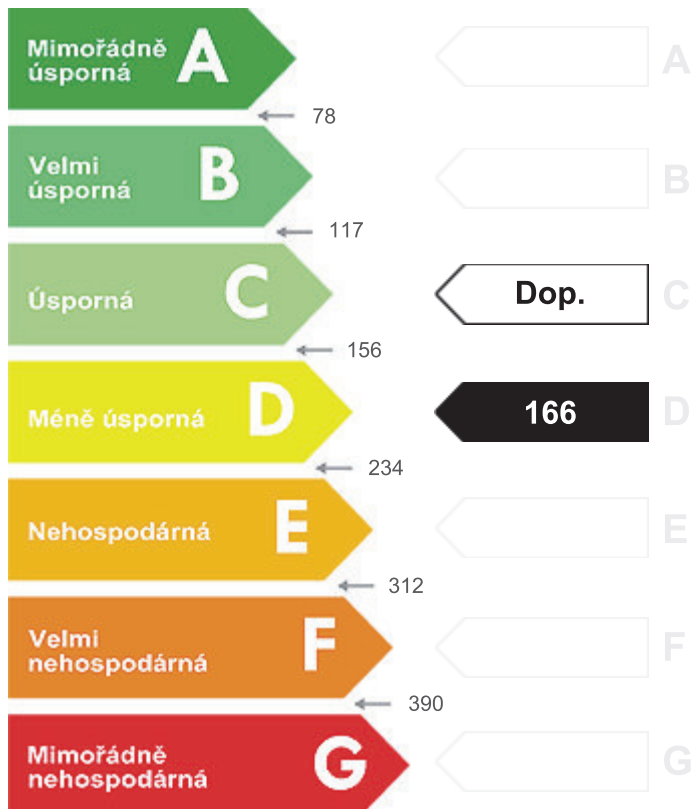 Mimořádně
úsporná
A
A
78
Velmi
úsporná
B
B
117
Úsporná
C
Dop.
C
156
Méně úsporná
D
166
D
234
Nehospodárná
E
E
312
Velmi
nehospodárná
F
F
390
Mimořádně
nehospodárná
G
G